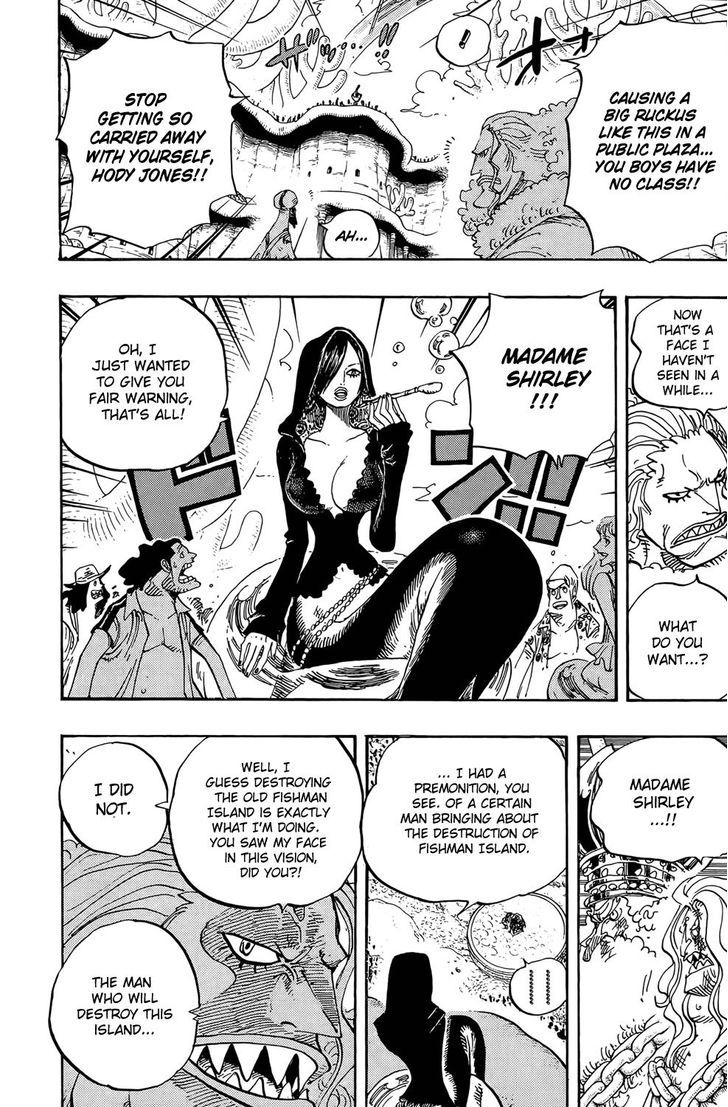 CAUSING A
BIG RUCKUS
LIKE THIS IN A
PUBLIC PLAZA...
YOU BOYS HAVE
NO CLASS!!
!
STOP
GETTING SO
CARRIED AWAY
WITH YOURSELF,
HODY JONES!!
AH...
NOW
THAT'S A
FACE I
HAVEN'T
SEEN IN A
WHILE...
WHAT
DO YOU
WANT...?
MADAME
SHIRLEY
!!!
OH, I
JUST WANTED
TO GIVE YOU
FAIR WARNING,
THAT'S ALL!
ドン
MADAME
SHIRLEY
...!!
... I HAD A
PREMONITION, YOU
SEE. OF A CERTAIN
MAN BRINGING ABOUT
THE DESTRUCTION OF
FISHMAN ISLAND.
WELL, I
GUESS DESTROYING
THE OLD FISHMAN
ISLAND IS EXACTLY
WHAT I'M DOING.
YOU SAW MY FACE
IN THIS VISION,
DID YOU?!
I DID
NOT.
THE MAN
WHO WILL
DESTROY THIS
ISLAND...